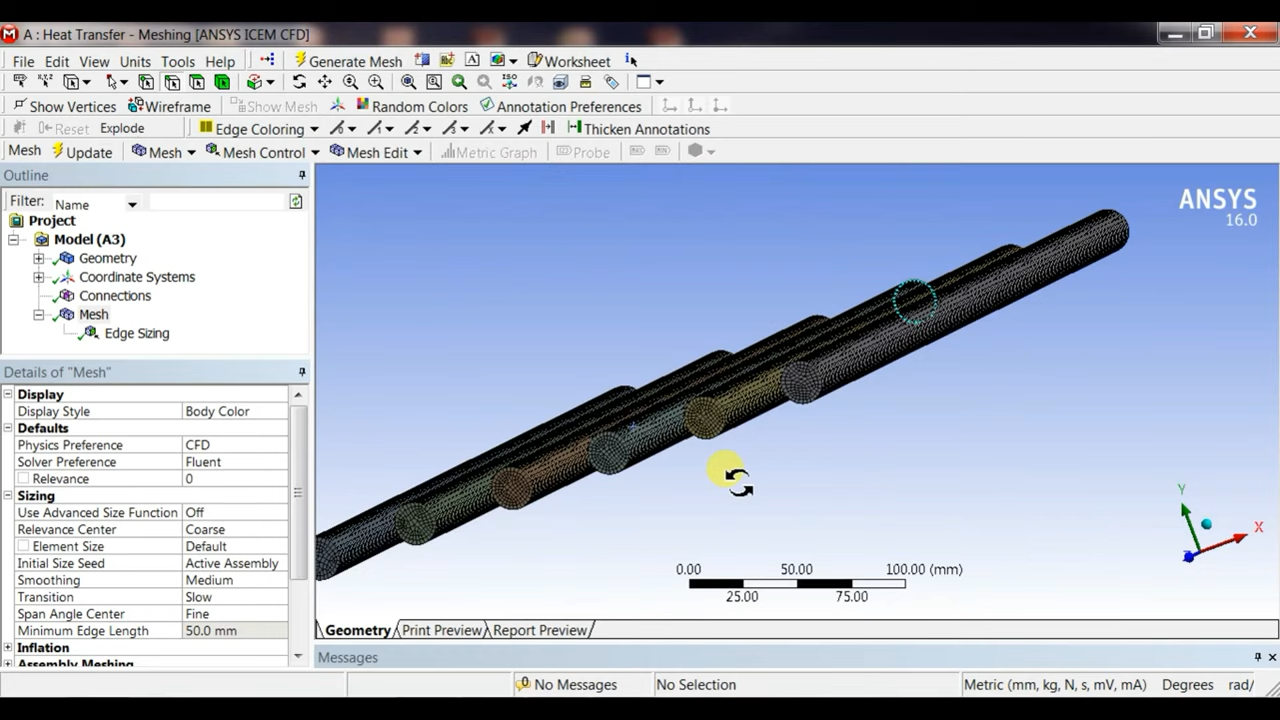 A : Heat Transfer - Meshing [ANSYS ICEM CFD]
File Edit View Units Tools Help Generate Mesh A Worksheet
Show Vertices Wireframe Show Mesh Random Colors Annotation Preferences
Reset Explode Edge Coloring Thicken Annotations
Mesh Update Mesh Mesh Control Mesh Edit Metric Graph Probe
Outline
Filter: Name
Project
Model (A3)
Geometry
Coordinate Systems
Connections
Mesh
Edge Sizing
Details of "Mesh"
Display
Display Style Body Color
Defaults
Physics Preference CFD
Solver Preference Fluent
Relevance 0
Sizing
Use Advanced Size Function Off
Relevance Center Coarse
Element Size Default
Initial Size Seed Active Assembly
Smoothing Medium
Transition Slow
Span Angle Center Fine
Minimum Edge Length 50.0 mm
Inflation
Assembly Meshing
ANSYS
16.0
Y
X
Z
0.00 50.00 100.00 (mm)
25.00 75.00
Geometry Print Preview Report Preview
Messages
0 No Messages No Selection Metric (mm, kg, N, s, mV, mA) Degrees rad/